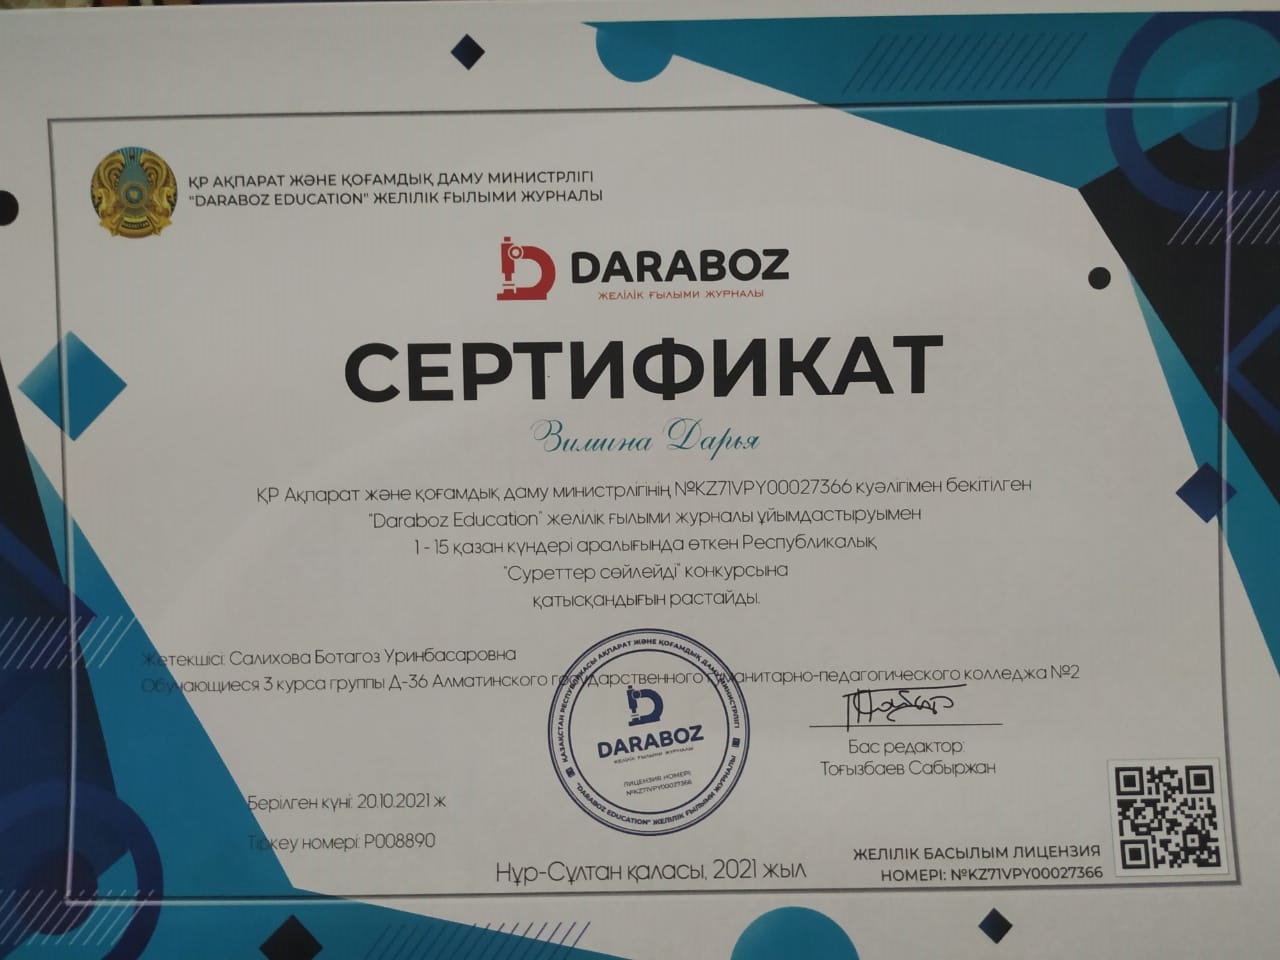 ҚР АҚПАРАТ ЖӘНЕ ҚОҒАМДЫҚ ДАМУ МИНИСТРЛІГІ
"DARABOZ EDUCATION" ЖЕЛІЛІК ҒЫЛЫМИ ЖУРНАЛЫ
DARABOZ
ЖЕЛІЛІК ҒЫЛЫМИ ЖУРНАЛЫ
СЕРТИФИКАТ
Зимина Дарья
ҚР Ақпарат және қоғамдық даму министрлігінің №KZ71VPY00027366 куәлігімен бекітілген
"Daraboz Education" желілік ғылыми журналы ұйымдастыруымен
1 - 15 қазан күндері аралығында өткен Республикалық
"Суреттер сөйлейді" конкурсына
қатысқандығын растайды.
Жетекшісі: Салихова Ботагоз Уринбасаровна
Обучающиеся 3 курса группы Д-36 Алматинского государственного гуманитарно-педагогического колледжа №2
ҚАЗАҚСТАН РЕСПУБЛИКАСЫ АҚПАРАТ ЖӘНЕ ҚОҒАМДЫҚ ДАМУ МИНИСТРЛІГІ
DARABOZ
ЖЕЛІЛІК ҒЫЛЫМИ ЖУРНАЛЫ
ЛИЦЕНЗИЯ НОМЕРІ:
№KZ71VPY00027366
"DARABOZ EDUCATION" ЖЕЛІЛІК ҒЫЛЫМИ ЖУРНАЛЫ
Бас редактор:
Тоғызбаев Сабыржан
Берілген күні: 20.10.2021 ж
Тіркеу номері: P008890
Нұр-Сұлтан қаласы, 2021 жыл
ЖЕЛІЛІК БАСЫЛЫМ ЛИЦЕНЗИЯ
НОМЕРІ: №KZ71VPY00027366